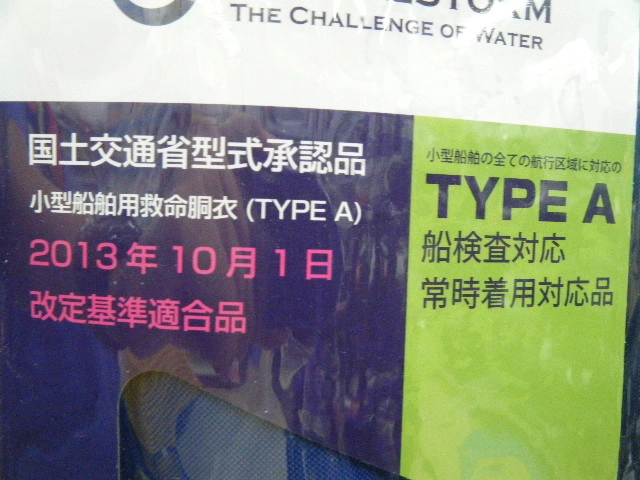 THE CHALLENGE OF WATER
国土交通省型式承認品
小型船舶用救命胴衣 (TYPE A)
2013年10月1日
改定基準適合品
小型船舶の全ての航行区域に対応の
TYPE A
船検査対応
常時着用対応品